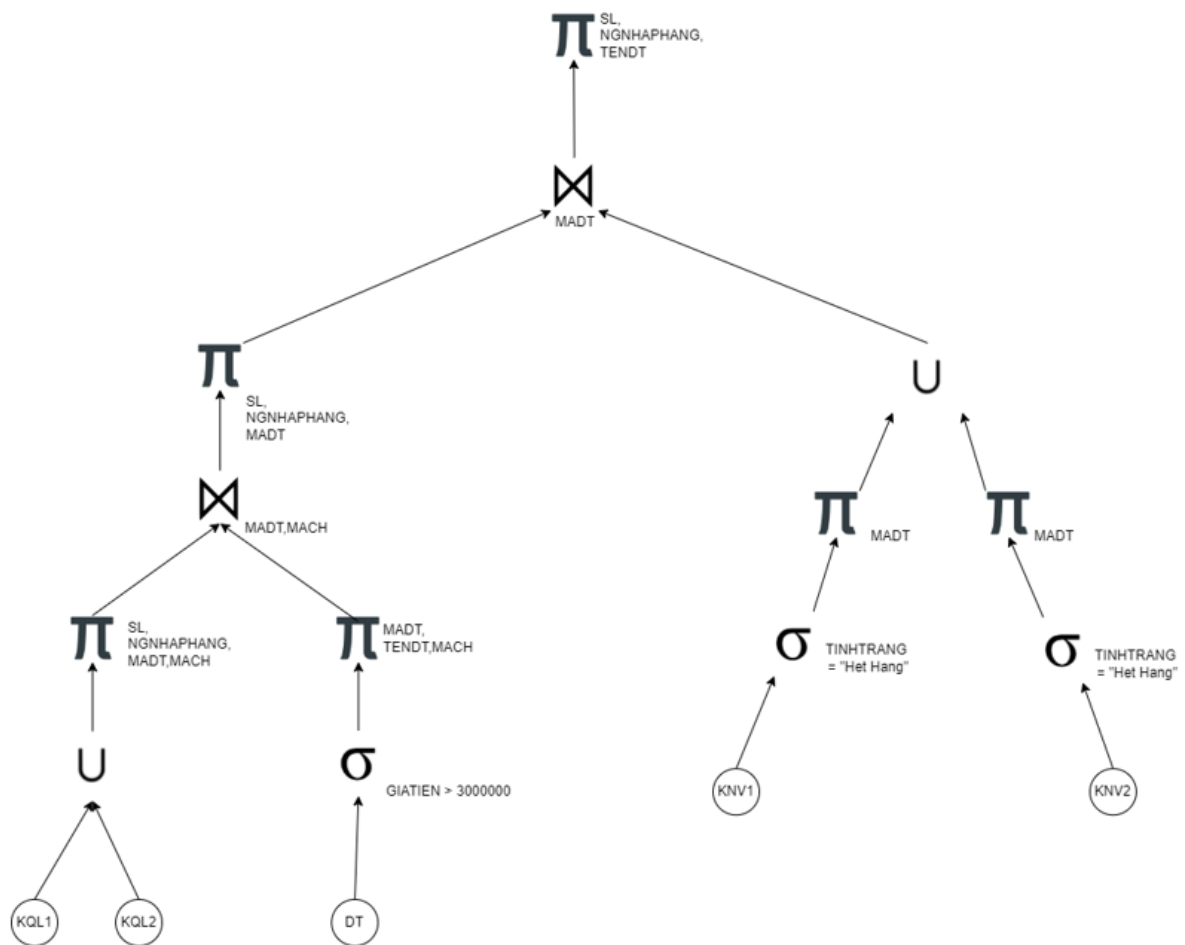 π SL,
NGNHAPHANG,
TENDT
⋈
MADT
π
SL,
NGNHAPHANG,
MADT
∪
⋈
MADT,MACH
π MADT
π MADT
π SL,
NGNHAPHANG,
MADT,MACH
π MADT,
TENDT,MACH
σ TINHTRANG
= "Het Hang"
σ TINHTRANG
= "Het Hang"
∪
σ
GIATIEN > 3000000
KNV1
KNV2
KQL1
KQL2
DT